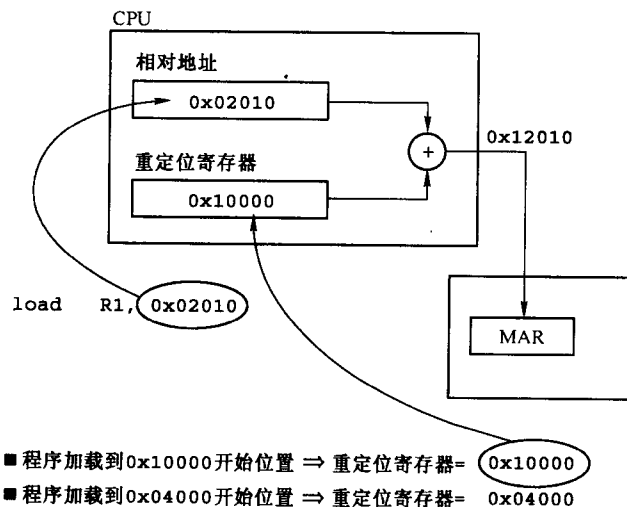 CPU
相对地址
0x02010
+
0x12010
重定位寄存器
0x10000
load R1, 0x02010
MAR
■ 程序加载到0x10000开始位置 ⇒ 重定位寄存器= 0x10000
■ 程序加载到0x04000开始位置 ⇒ 重定位寄存器= 0x04000